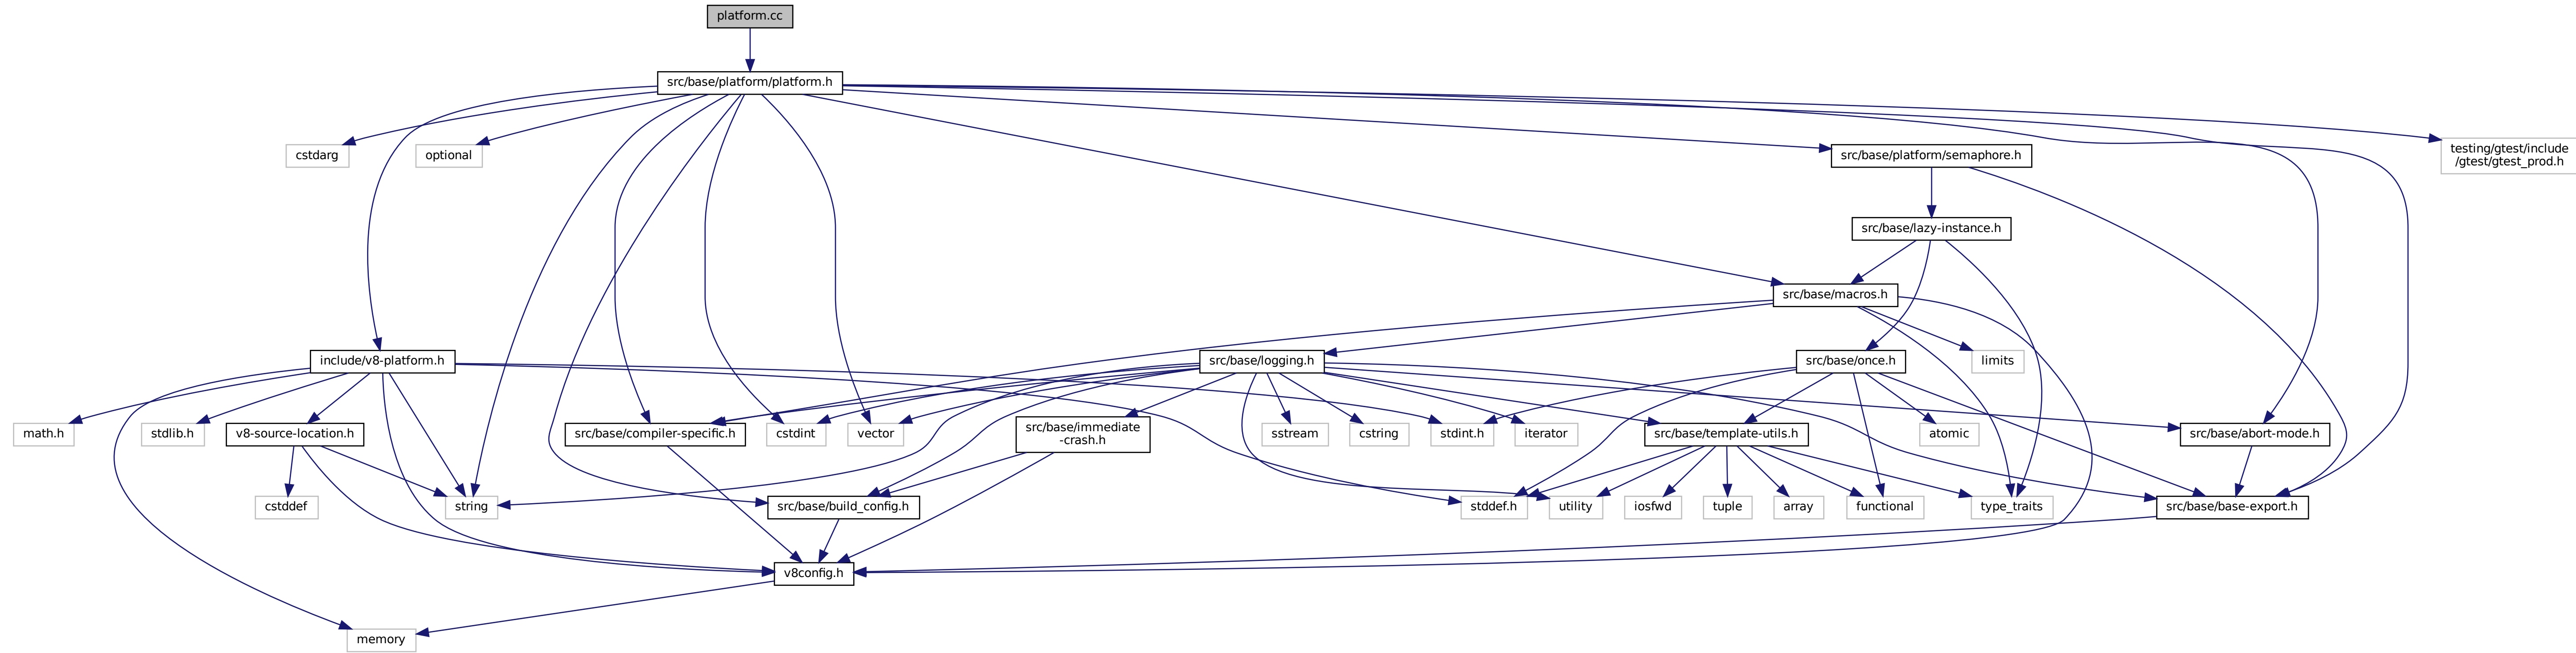 platform.cc
src/base/platform/platform.h
cstdarg
optional
src/base/platform/semaphore.h
testing/gtest/include
/gtest/gtest_prod.h
src/base/lazy-instance.h
src/base/macros.h
include/v8-platform.h
src/base/logging.h
src/base/once.h
limits
math.h
stdlib.h
v8-source-location.h
src/base/compiler-specific.h
cstdint
vector
src/base/immediate
-crash.h
sstream
cstring
stdint.h
iterator
src/base/template-utils.h
atomic
src/base/abort-mode.h
cstddef
string
src/base/build_config.h
stddef.h
utility
iosfwd
tuple
array
functional
type_traits
src/base/base-export.h
v8config.h
memory